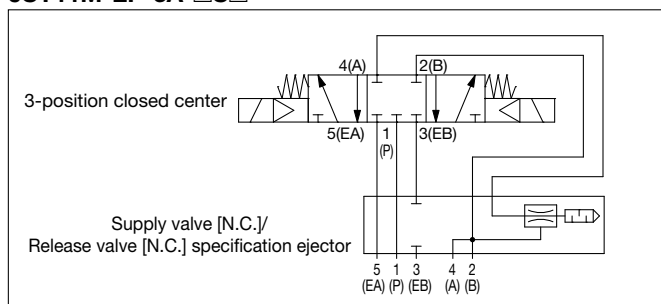 4(A) 2(B)
3-position closed center
5(EA) 1 3(EB)
(P)
Supply valve [N.C.]/
Release valve [N.C.] specification ejector
5 1 3 4 2
(EA) (P) (EB) (A) (B)